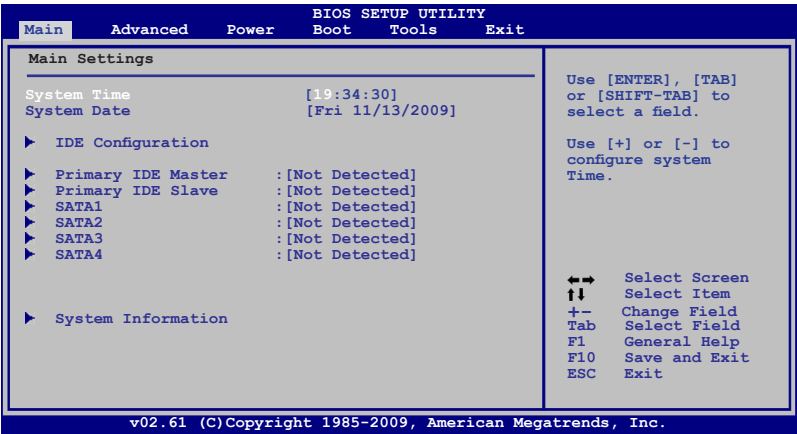 BIOS SETUP UTILITY
Main Advanced Power Boot Tools Exit
Main Settings
System Time [19:34:30]
System Date [Fri 11/13/2009]
IDE Configuration
Primary IDE Master :[Not Detected]
Primary IDE Slave :[Not Detected]
SATA1 :[Not Detected]
SATA2 :[Not Detected]
SATA3 :[Not Detected]
SATA4 :[Not Detected]
System Information
Use [ENTER], [TAB]
or [SHIFT-TAB] to
select a field.
Use [+] or [-] to
configure system
Time.
←→ Select Screen
↑↓ Select Item
+- Change Field
Tab Select Field
F1 General Help
F10 Save and Exit
ESC Exit
v02.61 (C)Copyright 1985-2009, American Megatrends, Inc.